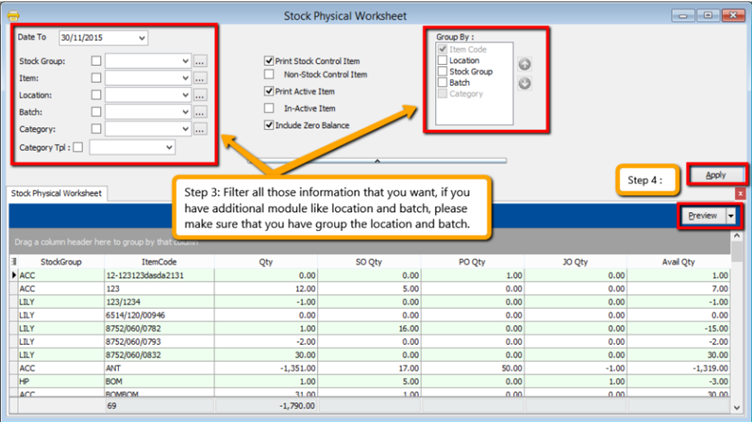 Stock Physical Worksheet
Date To 30/11/2015
Stock Group: ...
Item: ...
Location: ...
Batch: ...
Category: ...
Category Tpl :
Print Stock Control Item
Non-Stock Control Item
Print Active Item
In-Active Item
Include Zero Balance
Group By :
Item Code
Location
Stock Group
Batch
Category
Step 3: Filter all those information that you want, if you
have additional module like location and batch, please
make sure that you have group the location and batch.
Step 4 :
Apply
Stock Physical Worksheet
Preview
Drag a column header here to group by that column
StockGroup ItemCode Qty SO Qty PO Qty JO Qty Avail Qty
ACC 12-123123dasda2131 0.00 0.00 1.00 0.00 1.00
ACC 123 12.00 5.00 0.00 0.00 7.00
LILY 123/1234 -1.00 0.00 0.00 0.00 -1.00
LILY 6514/120/00946 0.00 0.00 0.00 0.00 0.00
LILY 8752/060/0782 1.00 16.00 0.00 0.00 -15.00
LILY 8752/060/0793 -2.00 0.00 0.00 0.00 -2.00
LILY 8752/060/0832 30.00 0.00 0.00 0.00 30.00
ACC ANT -1,351.00 17.00 50.00 -1.00 -1,319.00
HP BOM 1.00 5.00 0.00 1.00 -3.00
ACC BOMBOM 31.00 1.00 0.00 0.00 30.00
69 -1,790.00